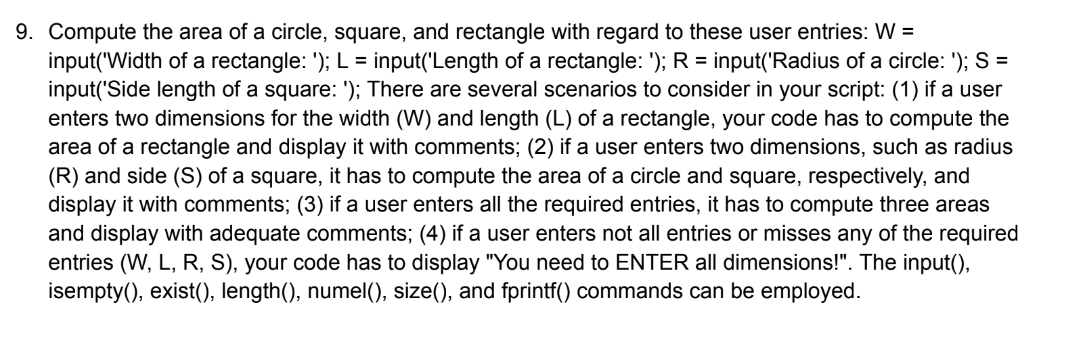 9. Compute the area of a circle, square, and rectangle with regard to these user entries: W =
input('Width of a rectangle: '); L = input('Length of a rectangle: '); R = input('Radius of a circle: '); S =
input('Side length of a square: '); There are several scenarios to consider in your script: (1) if a user
enters two dimensions for the width (W) and length (L) of a rectangle, your code has to compute the
area of a rectangle and display it with comments; (2) if a user enters two dimensions, such as radius
(R) and side (S) of a square, it has to compute the area of a circle and square, respectively, and
display it with comments; (3) if a user enters all the required entries, it has to compute three areas
and display with adequate comments; (4) if a user enters not all entries or misses any of the required
entries (W, L, R, S), your code has to display "You need to ENTER all dimensions!". The input(),
isempty(), exist(), length(), numel(), size(), and fprintf() commands can be employed.